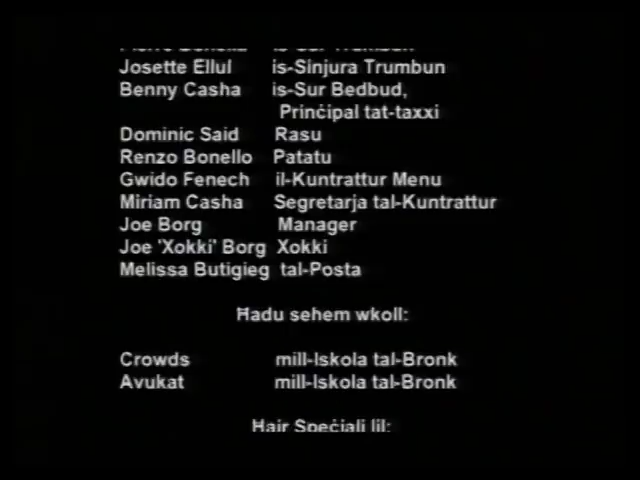 Josette Ellul is-Sinjura Trumbun
Benny Casha is-Sur Bedbud,
Prinċipal tat-taxxi
Dominic Said Rasu
Renzo Bonello Patatu
Gwido Fenech il-Kuntrattur Menu
Miriam Casha Segretarja tal-Kuntrattur
Joe Borg Manager
Joe 'Xokki' Borg Xokki
Melissa Butigieg tal-Posta
Ħadu sehem wkoll:
Crowds mill-Iskola tal-Bronk
Avukat mill-Iskola tal-Bronk
Ħajr Speċjali lil: